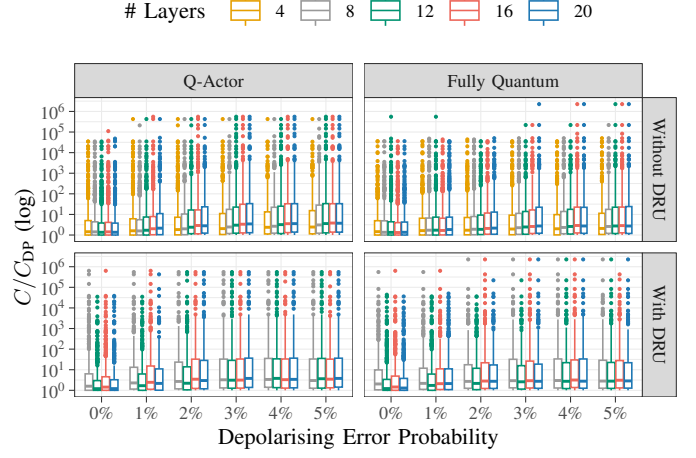 # Layers 4 8 12 16 20
Q-Actor Fully Quantum
10⁶
10⁵
10⁴
10³
10²
10¹
10⁰
Without DRU
10⁶
10⁵
10⁴
10³
10²
10¹
10⁰
With DRU
C/C_DP (log)
0% 1% 2% 3% 4% 5% 0% 1% 2% 3% 4% 5%
Depolarising Error Probability